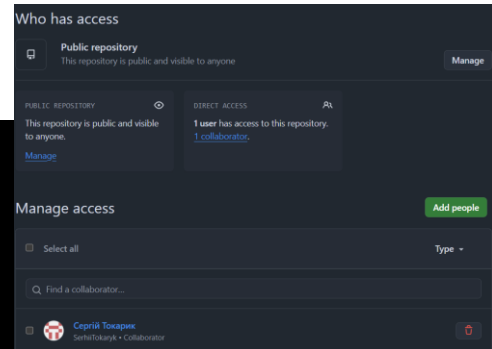 Who has access
Public repository
This repository is public and visible to anyone
Manage
PUBLIC REPOSITORY
This repository is public and visible
to anyone.
Manage
DIRECT ACCESS
1 user has access to this repository.
1 collaborator.
Manage access
Add people
Select all
Type
Find a collaborator...
Сергій Токарик
SerhiiTokaryk • Collaborator